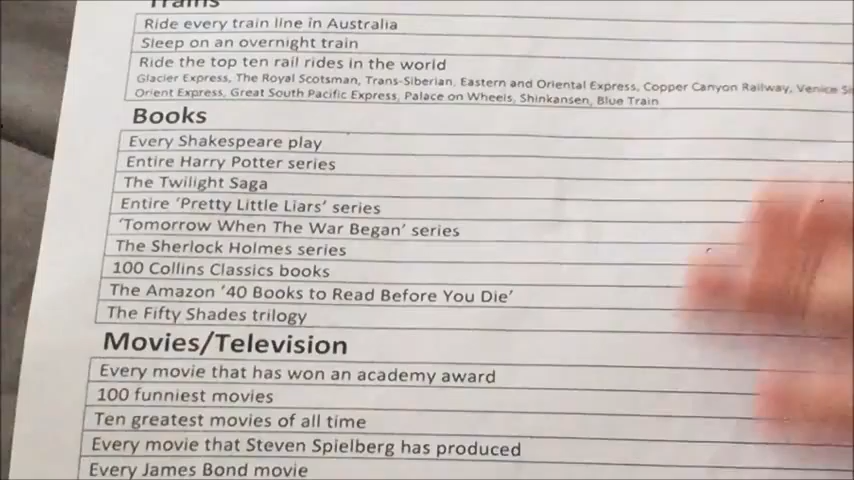 Trains
Ride every train line in Australia
Sleep on an overnight train
Ride the top ten rail rides in the world
Glacier Express, The Royal Scotsman, Trans-Siberian, Eastern and Oriental Express, Copper Canyon Railway, Venice
Orient Express, Great South Pacific Express, Palace on Wheels, Shinkansen, Blue Train
Books
Every Shakespeare play
Entire Harry Potter series
The Twilight Saga
Entire ‘Pretty Little Liars’ series
‘Tomorrow When The War Began’ series
The Sherlock Holmes series
100 Collins Classics books
The Amazon ‘40 Books to Read Before You Die’
The Fifty Shades trilogy
Movies/Television
Every movie that has won an academy award
100 funniest movies
Ten greatest movies of all time
Every movie that Steven Spielberg has produced
Every James Bond movie